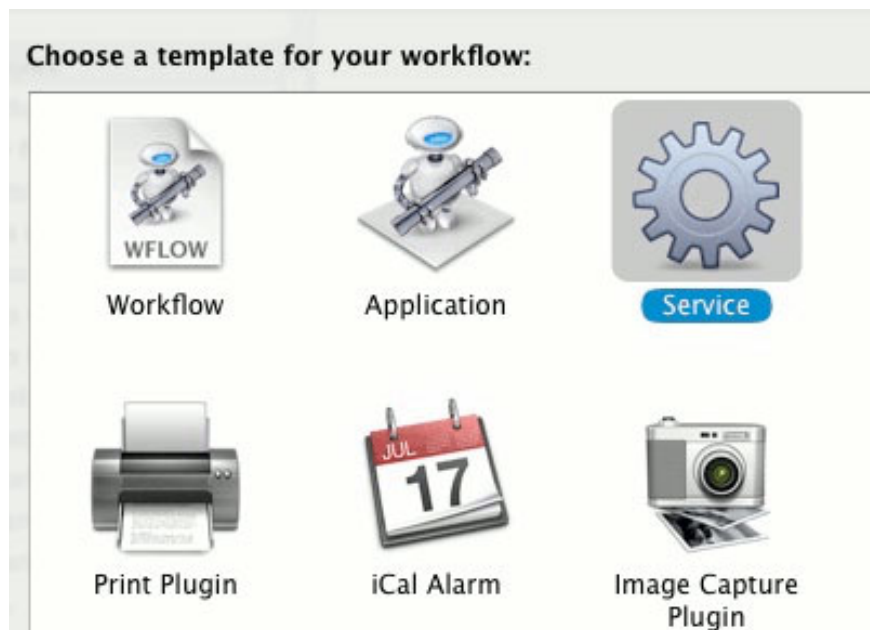 Choose a template for your workflow:
WFLOW
Workflow
Application
Service
JUL
17
Print Plugin
iCal Alarm
Image Capture
Plugin